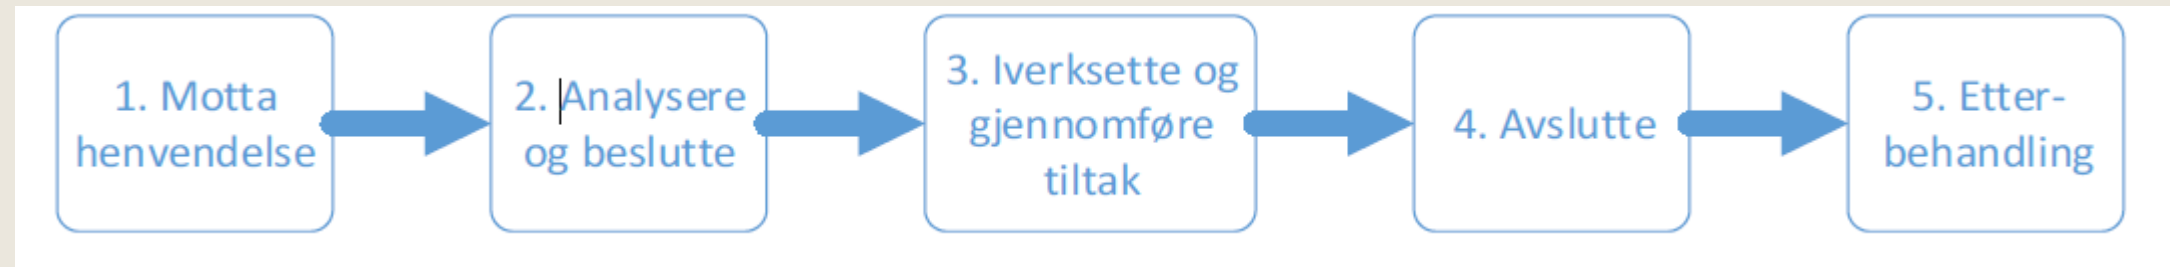 1. Motta
henvendelse
2. Analysere
og beslutte
3. Iverksette og
gjennomføre
tiltak
4. Avslutte
5. Etter-
behandling